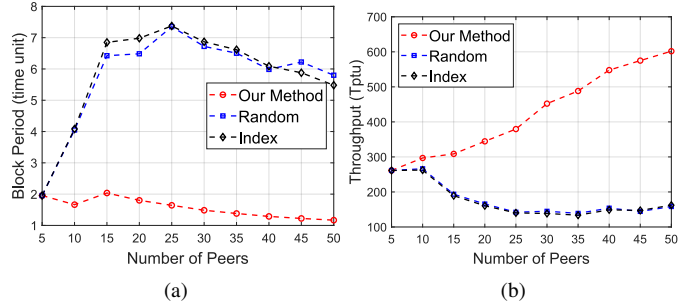 8
7
6
5
4
3
2
1
Block Period (time unit)
Our Method
Random
Index
5 10 15 20 25 30 35 40 45 50
Number of Peers
(a)
700
600
500
400
300
200
100
Throughput (Tptu)
Our Method
Random
Index
5 10 15 20 25 30 35 40 45 50
Number of Peers
(b)